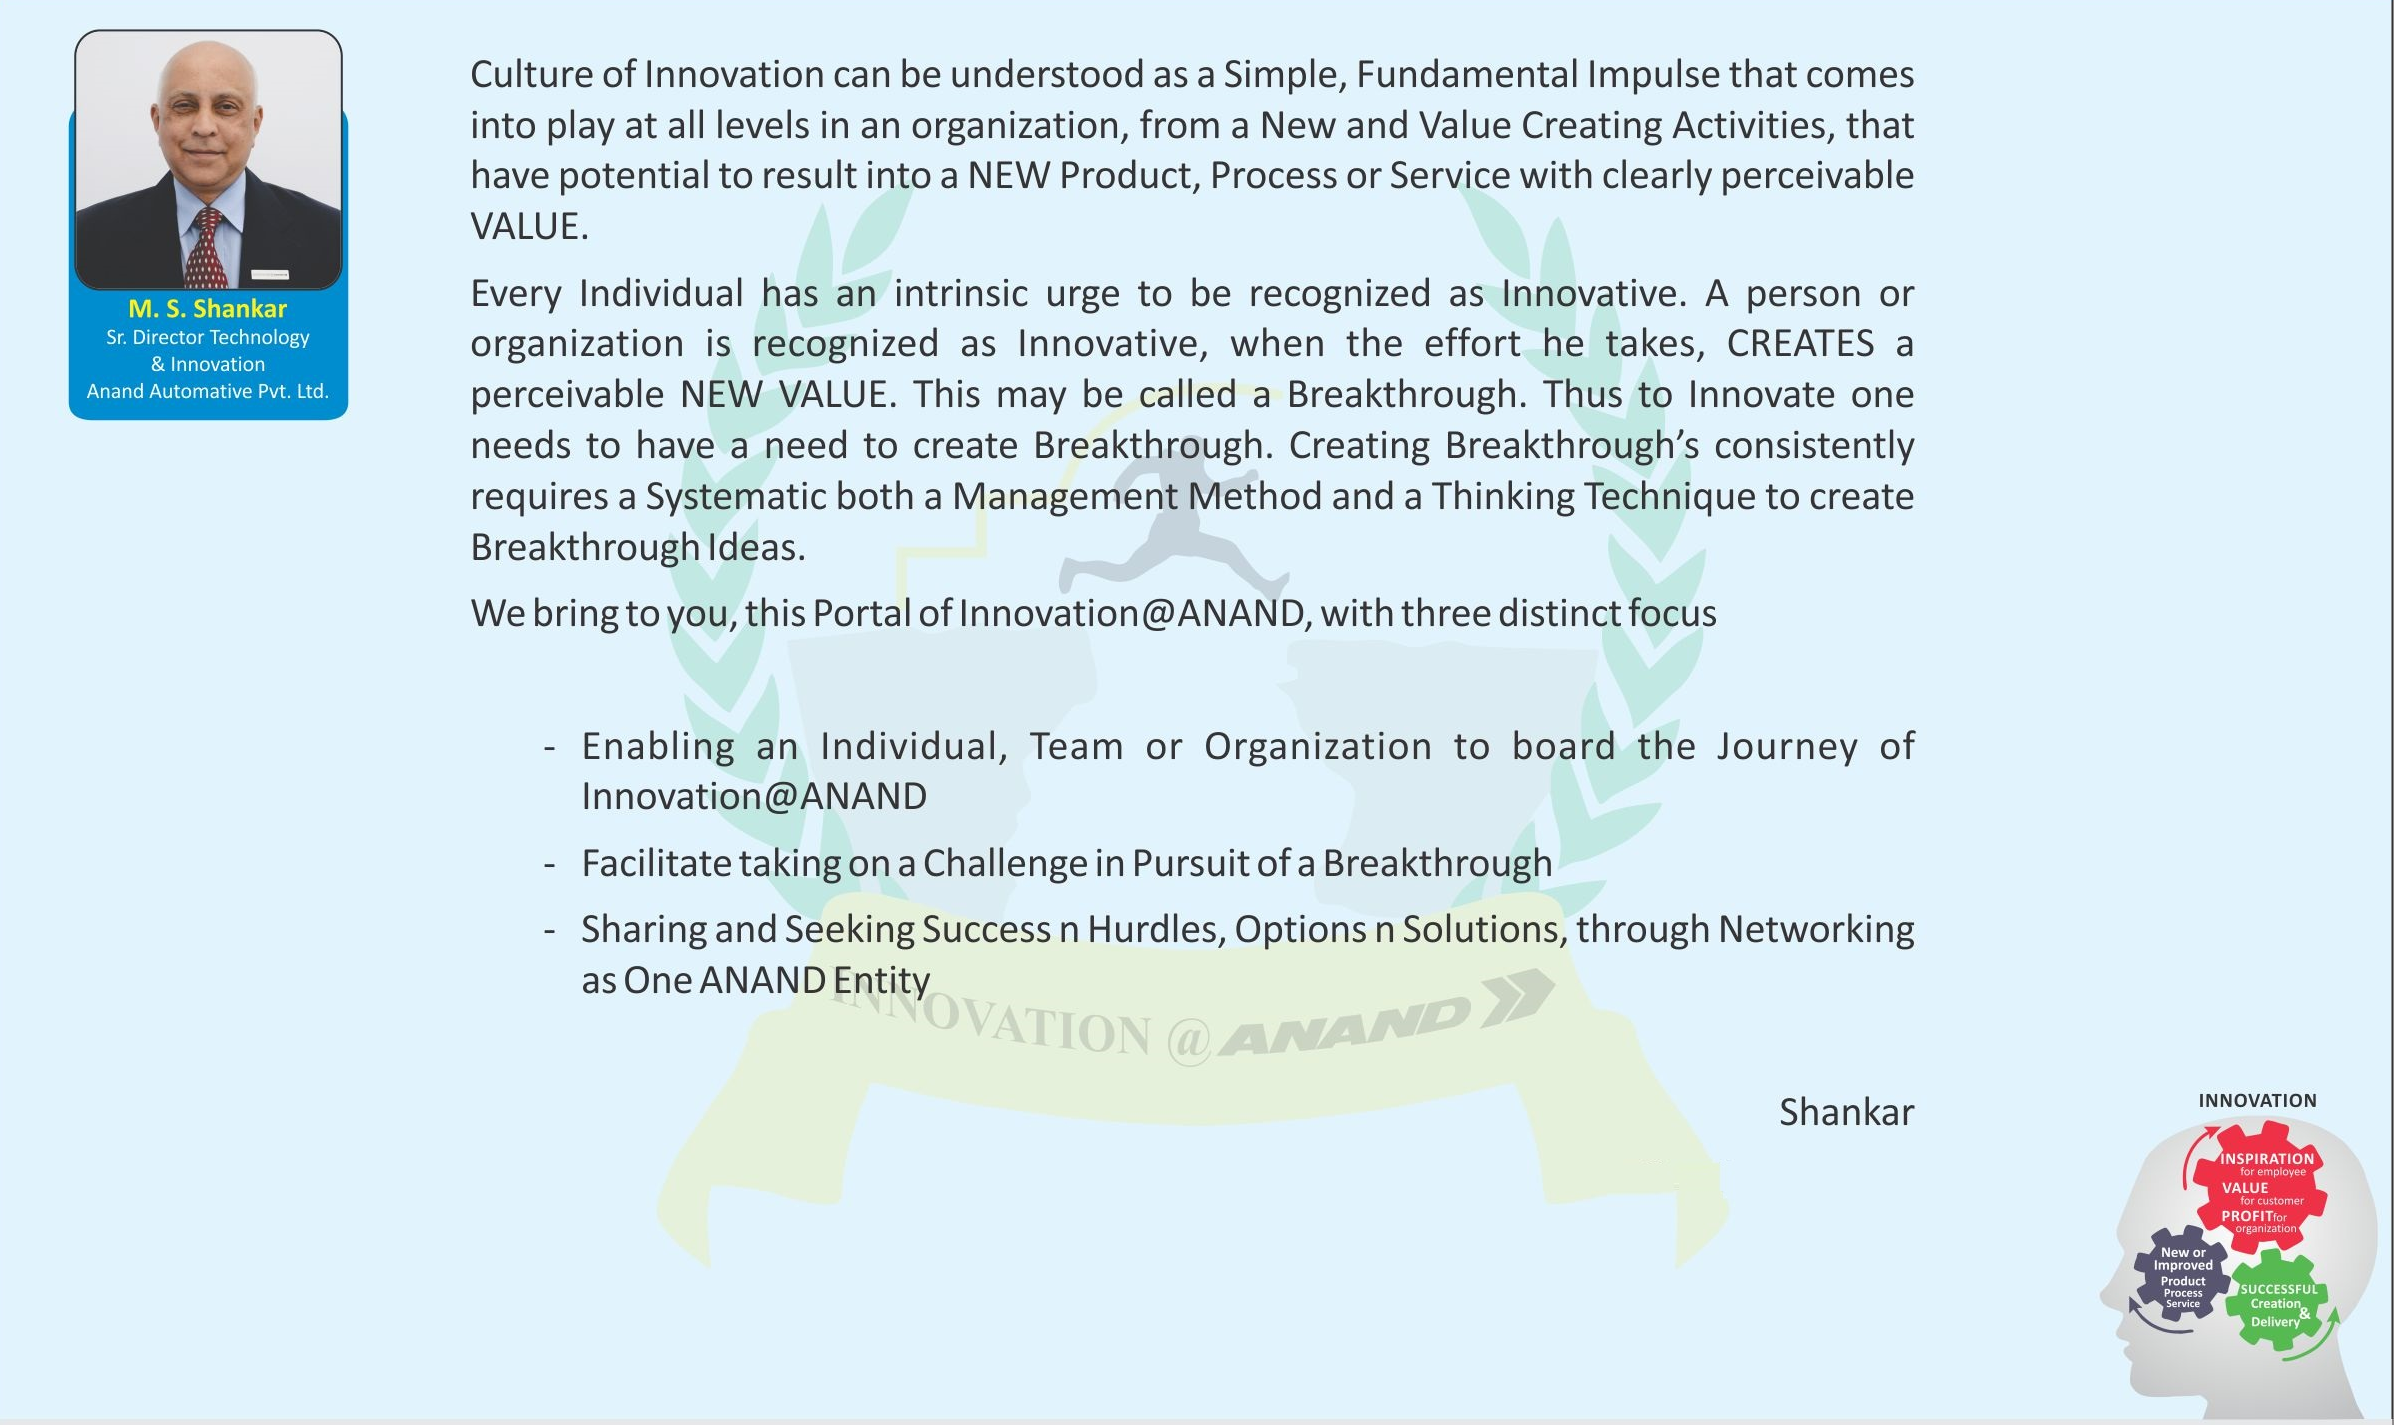 M. S. Shankar
Sr. Director Technology
& Innovation
Anand Automative Pvt. Ltd.
Culture of Innovation can be understood as a Simple, Fundamental Impulse that comes
into play at all levels in an organization, from a New and Value Creating Activities, that
have potential to result into a NEW Product, Process or Service with clearly perceivable
VALUE.
Every Individual has an intrinsic urge to be recognized as Innovative. A person or
organization is recognized as Innovative, when the effort he takes, CREATES a
perceivable NEW VALUE. This may be called a Breakthrough. Thus to Innovate one
needs to have a need to create Breakthrough. Creating Breakthrough’s consistently
requires a Systematic both a Management Method and a Thinking Technique to create
Breakthrough Ideas.
We bring to you, this Portal of Innovation@ANAND, with three distinct focus
- Enabling an Individual, Team or Organization to board the Journey of
Innovation@ANAND
- Facilitate taking on a Challenge in Pursuit of a Breakthrough
- Sharing and Seeking Success n Hurdles, Options n Solutions, through Networking
as One ANAND Entity
INNOVATION @ ANAND
Shankar
INNOVATION
INSPIRATION
for employee
VALUE
for customer
PROFIT for
organization
New or
Improved
Product
Process
Service
SUCCESSFUL
Creation
&
Delivery